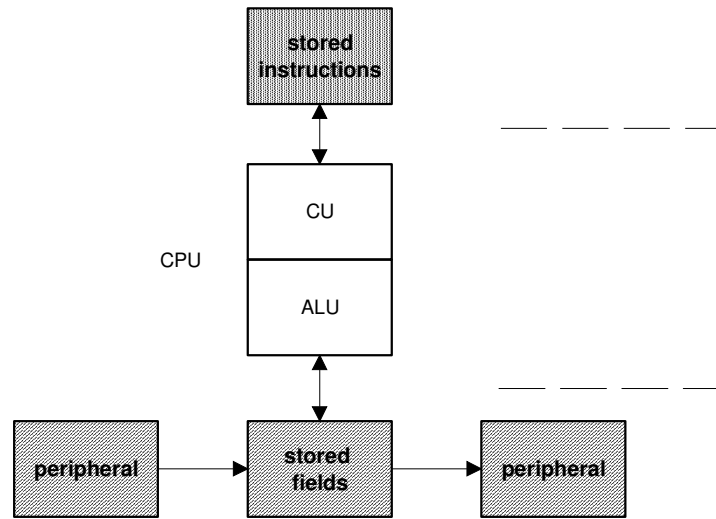 stored
instructions
CU
CPU
ALU
peripheral
stored
fields
peripheral